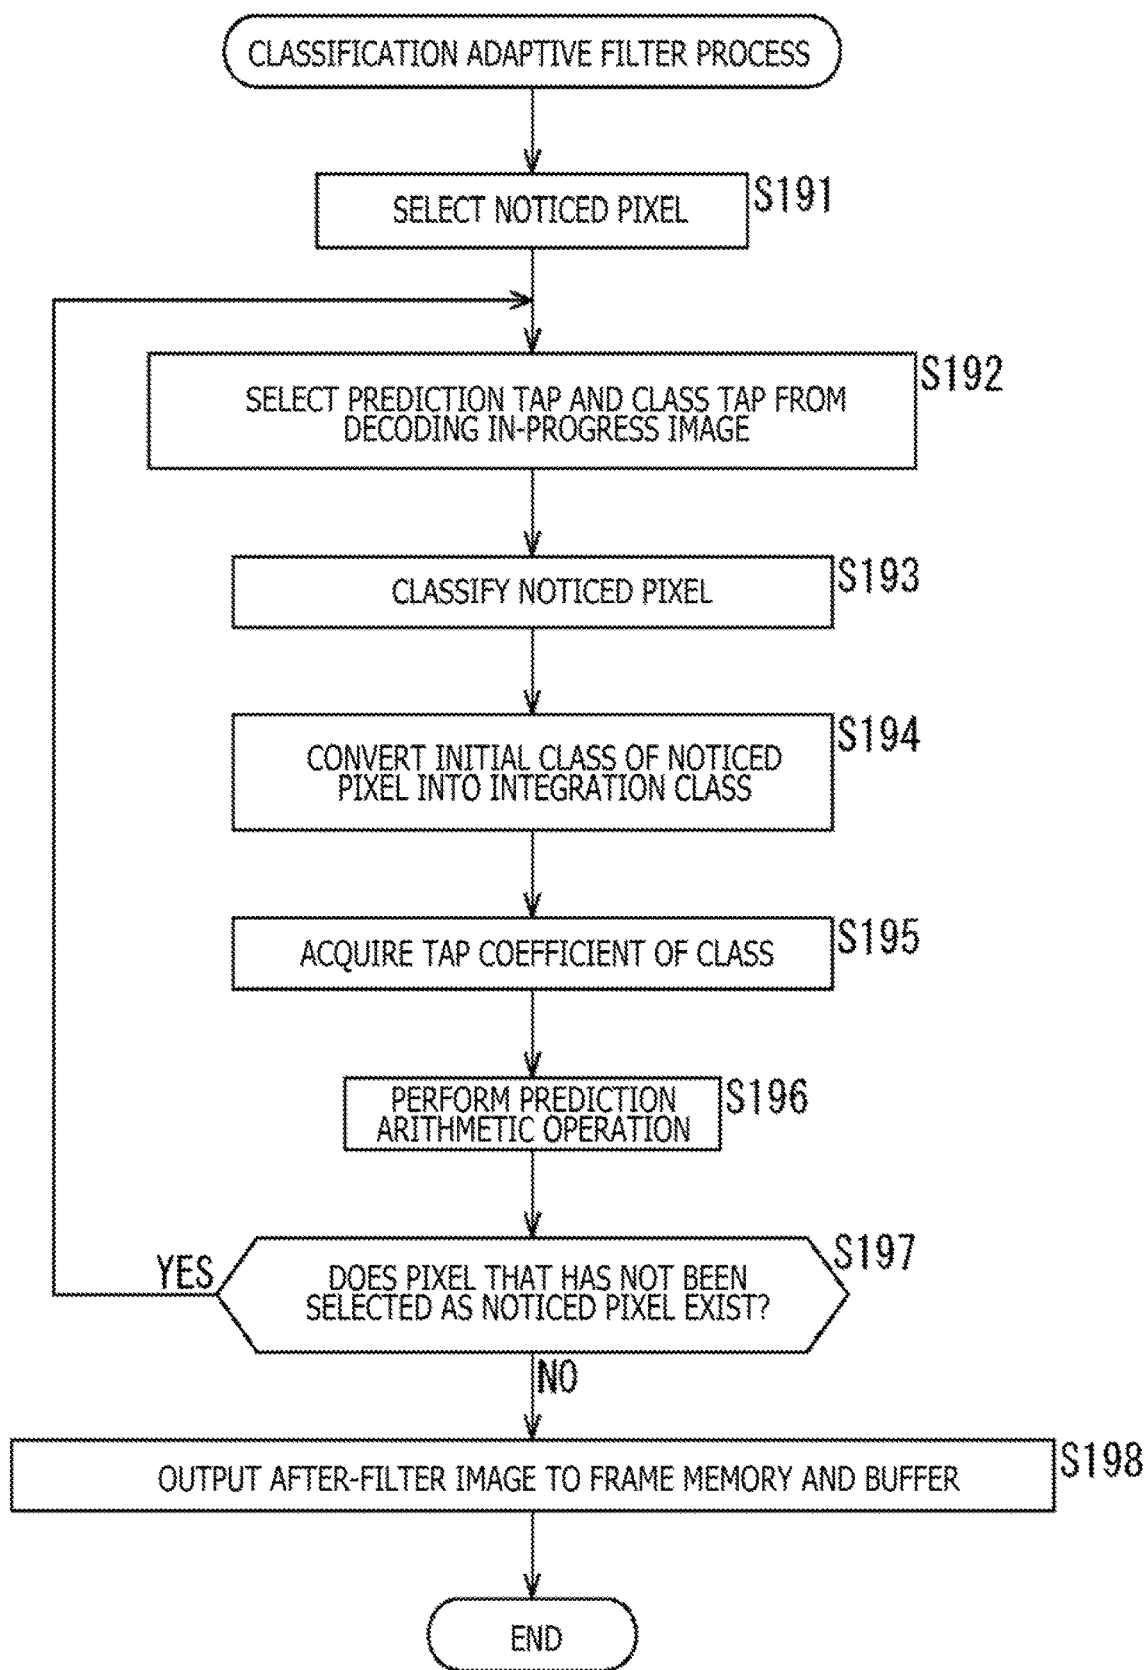 CLASSIFICATION ADAPTIVE FILTER PROCESS
SELECT NOTICED PIXEL
S191
SELECT PREDICTION TAP AND CLASS TAP FROM
DECODING IN-PROGRESS IMAGE
S192
CLASSIFY NOTICED PIXEL
S193
CONVERT INITIAL CLASS OF NOTICED
PIXEL INTO INTEGRATION CLASS
S194
ACQUIRE TAP COEFFICIENT OF CLASS
S195
PERFORM PREDICTION
ARITHMETIC OPERATION
S196
DOES PIXEL THAT HAS NOT BEEN
SELECTED AS NOTICED PIXEL EXIST?
S197
YES
NO
OUTPUT AFTER-FILTER IMAGE TO FRAME MEMORY AND BUFFER
S198
END